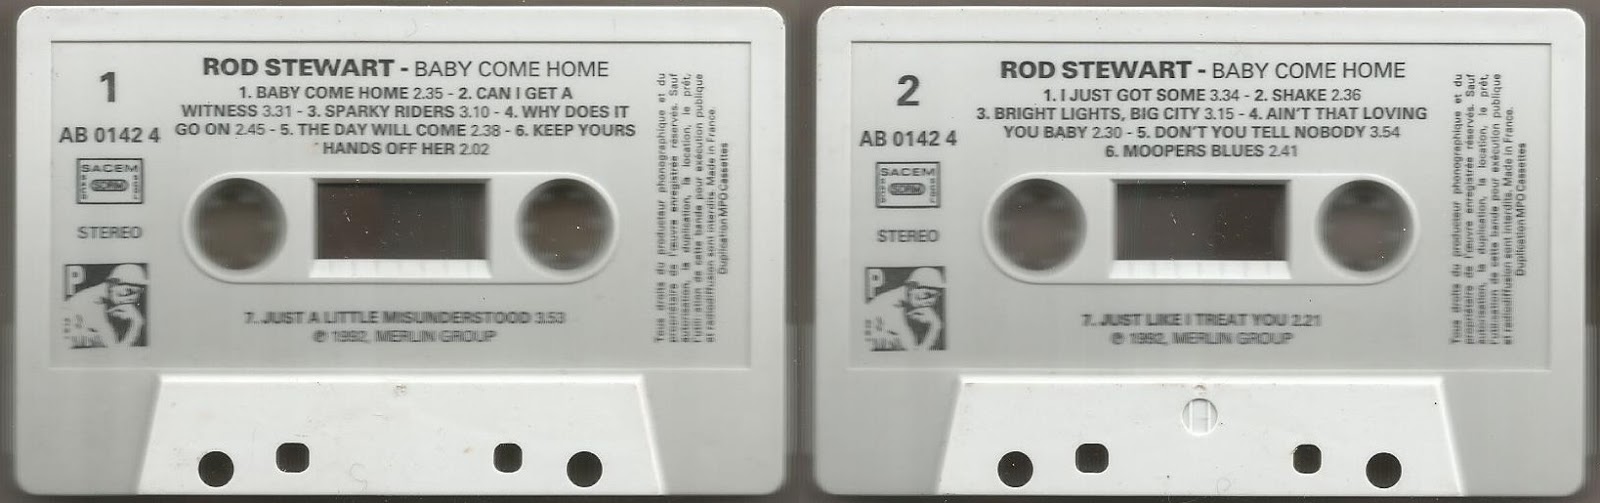 1
ROD STEWART - BABY COME HOME
1. BABY COME HOME 2.35 - 2. CAN I GET A
WITNESS 3.31 - 3. SPARKY RIDERS 3.10 - 4. WHY DOES IT
GO ON 2.45 - 5. THE DAY WILL COME 2.38 - 6. KEEP YOURS
HANDS OFF HER 2.02
AB 0142 4
SACEM
STEREO
P
7. JUST A LITTLE MISUNDERSTOOD 3.53
℗ 1992, MERLIN GROUP
Tous droits du producteur phonographique et du
propriétaire de l'œuvre enregistrée réservés. Sauf
autorisation, la duplication, la location, le prêt,
l'utilisation de cette bande pour exécution publique
et radiodiffusion sont interdits. Made in France.
Duplication MPO Cassettes
2
ROD STEWART - BABY COME HOME
1. I JUST GOT SOME 3.34 - 2. SHAKE 2.36
3. BRIGHT LIGHTS, BIG CITY 3.15 - 4. AIN'T THAT LOVING
YOU BABY 2.30 - 5. DON'T YOU TELL NOBODY 3.54
6. MOOPERS BLUES 2.41
AB 0142 4
SACEM
STEREO
P
7. JUST LIKE I TREAT YOU 2.21
℗ 1992, MERLIN GROUP
Tous droits du producteur phonographique et du
propriétaire de l'œuvre enregistrée réservés. Sauf
autorisation, la duplication, la location, le prêt,
l'utilisation de cette bande pour exécution publique
et radiodiffusion sont interdits. Made in France.
Duplication MPO Cassettes